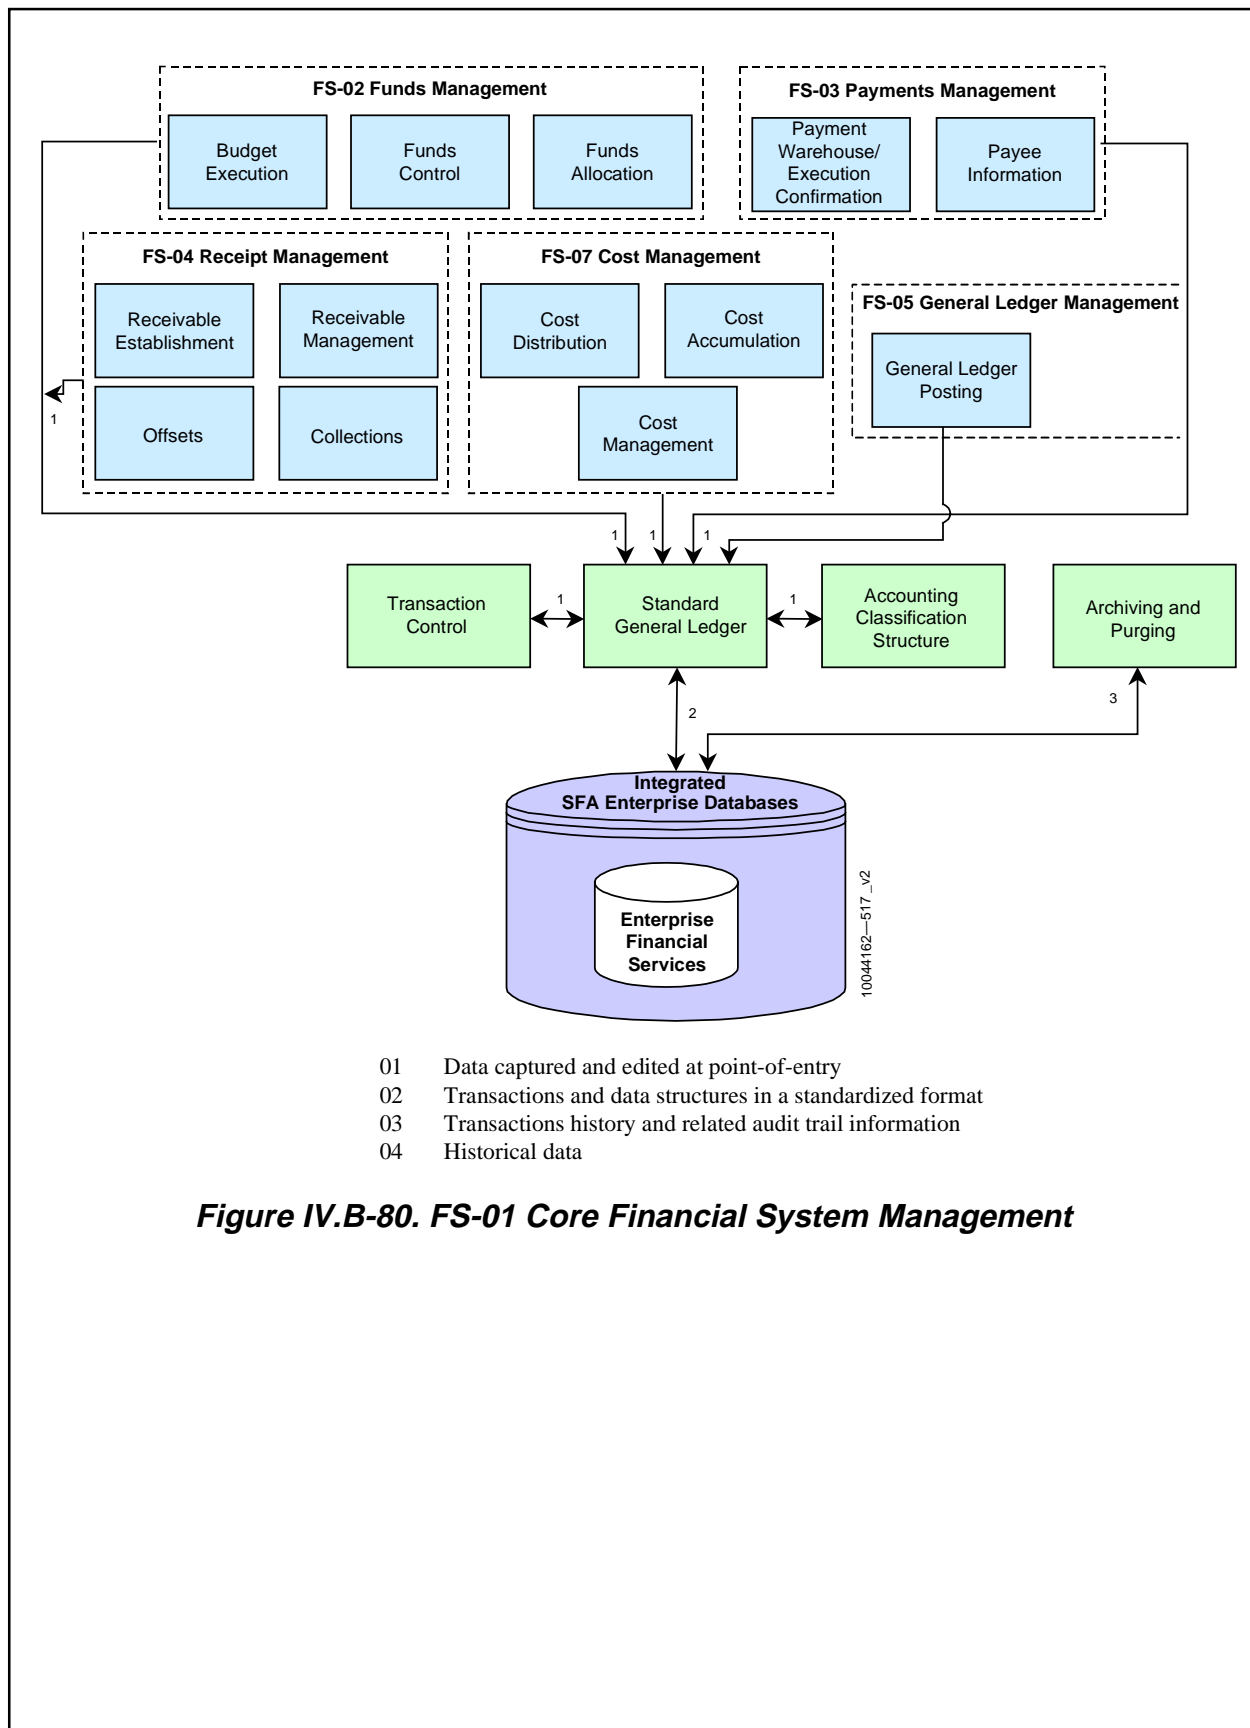 FS-02 Funds Management
Budget
Execution
Funds
Control
Funds
Allocation
FS-03 Payments Management
Payment
Warehouse/
Execution
Confirmation
Payee
Information
FS-04 Receipt Management
Receivable
Establishment
Receivable
Management
Offsets
Collections
1
FS-07 Cost Management
Cost
Distribution
Cost
Accumulation
Cost
Management
FS-05 General Ledger Management
General Ledger
Posting
1
1
1
Transaction
Control
1
Standard
General Ledger
1
Accounting
Classification
Structure
Archiving and
Purging
2
3
Integrated
SFA Enterprise Databases
Enterprise
Financial
Services
10044162—517_v2
01 Data captured and edited at point-of-entry
02 Transactions and data structures in a standardized format
03 Transactions history and related audit trail information
04 Historical data
Figure IV.B-80. FS-01 Core Financial System Management